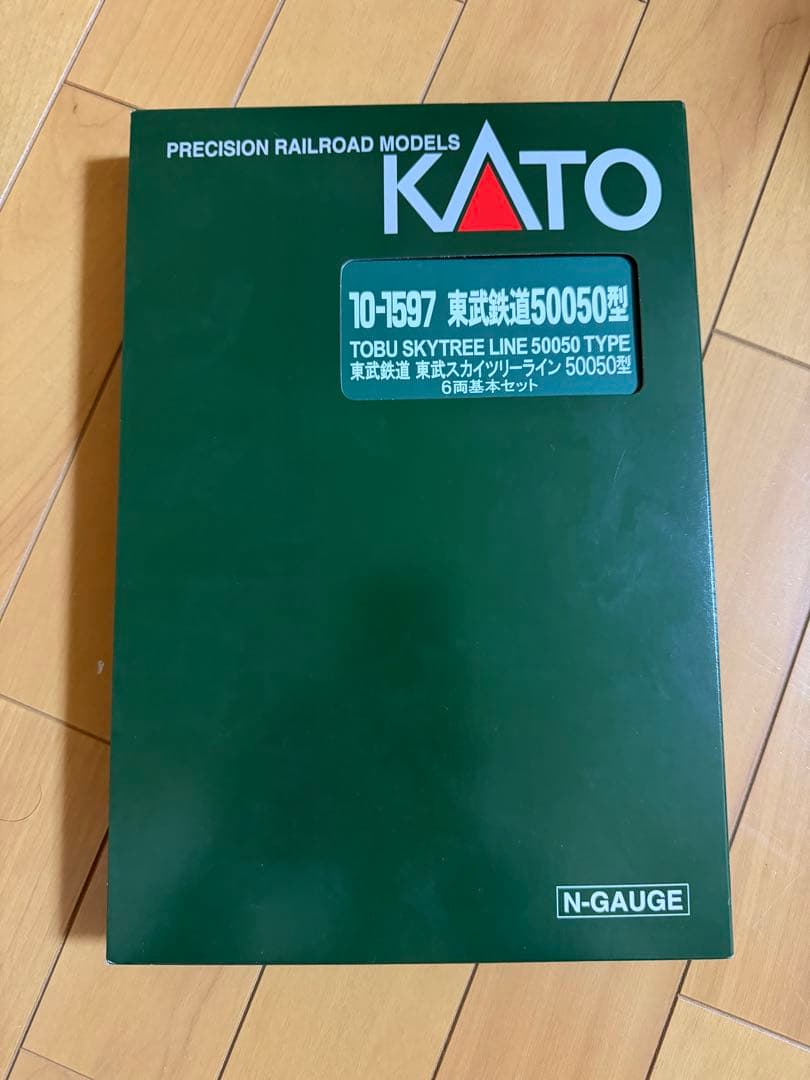 PRECISION RAILROAD MODELS
KATO
10-1597 東武鉄道50050型
TOBU SKYTREE LINE 50050 TYPE
東武鉄道 東武スカイツリーライン 50050型
6両基本セット
N-GAUGE